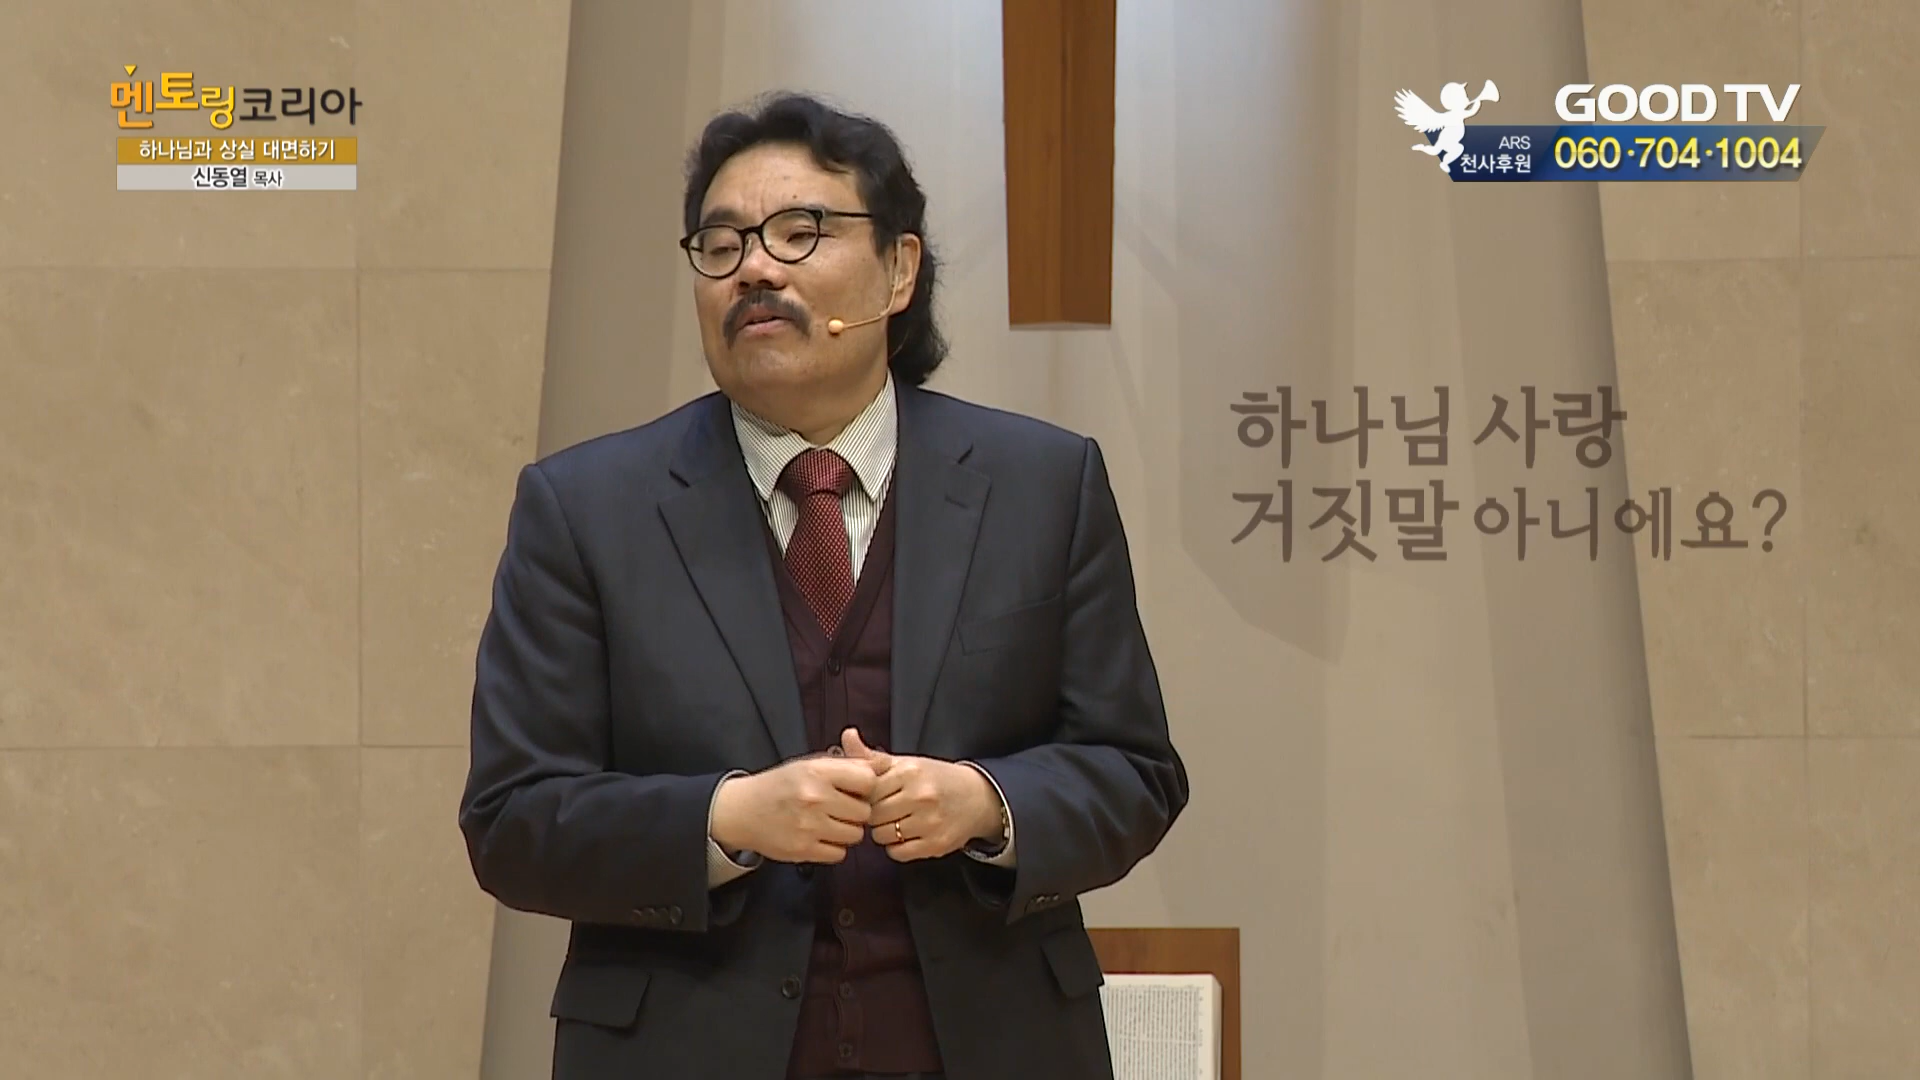 멘토링코리아
하나님과 상실 대면하기
신동열 목사
GOODTV
ARS
천사후원
060·704·1004
하나님 사랑
거짓말 아니에요?